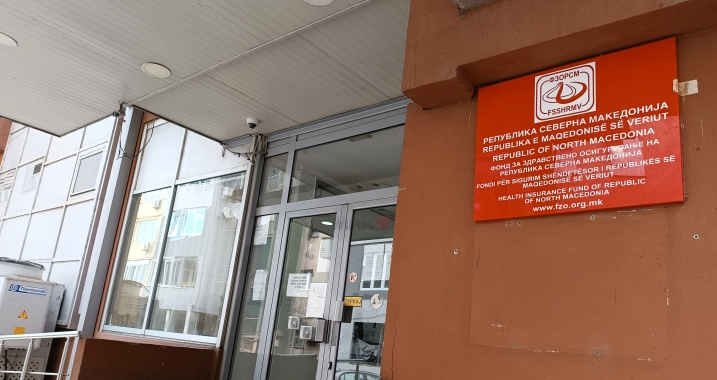 ФЗОРСМ
FSSHRMV
РЕПУБЛИКА СЕВЕРНА МАКЕДОНИЈА
REPUBLIKA E MAQEDONISË SË VERIUT
REPUBLIC OF NORTH MACEDONIA
ФОНД ЗА ЗДРАВСТВЕНО ОСИГУРУВАЊЕ НА
РЕПУБЛИКА СЕВЕРНА МАКЕДОНИЈА
FONDI PËR SIGURIM SHËNDETËSOR I REPUBLIKËS SË
MAQEDONISË SË VERIUT
HEALTH INSURANCE FUND OF REPUBLIC
OF NORTH MACEDONIA
www.fzo.org.mk
ТУРКАЈ